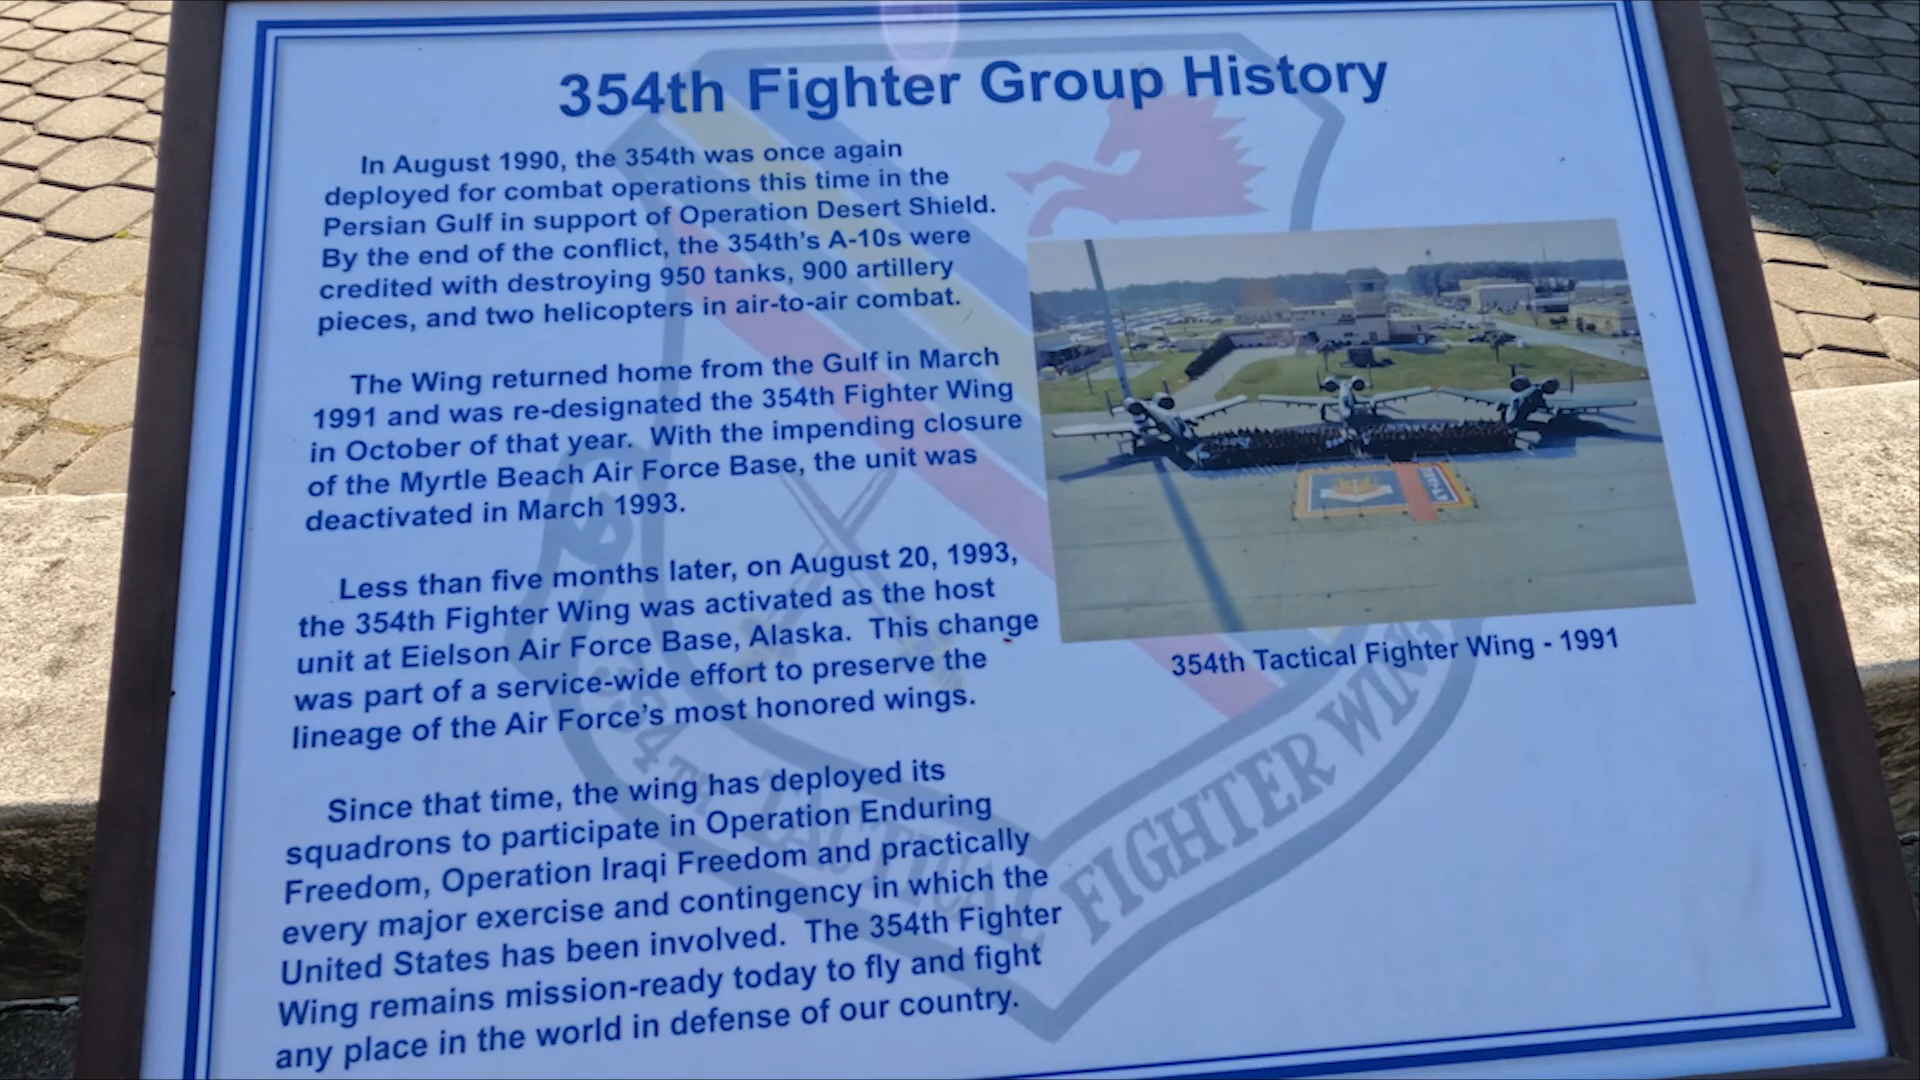 354th Fighter Group History
In August 1990, the 354th was once again
deployed for combat operations this time in the
Persian Gulf in support of Operation Desert Shield.
By the end of the conflict, the 354th's A-10s were
credited with destroying 950 tanks, 900 artillery
pieces, and two helicopters in air-to-air combat.
The Wing returned home from the Gulf in March
1991 and was re-designated the 354th Fighter Wing
in October of that year. With the impending closure
of the Myrtle Beach Air Force Base, the unit was
deactivated in March 1993.
Less than five months later, on August 20, 1993,
the 354th Fighter Wing was activated as the host
unit at Eielson Air Force Base, Alaska. This change
was part of a service-wide effort to preserve the
lineage of the Air Force's most honored wings.
Since that time, the wing has deployed its
squadrons to participate in Operation Enduring
Freedom, Operation Iraqi Freedom and practically
every major exercise and contingency in which the
United States has been involved. The 354th Fighter
Wing remains mission-ready today to fly and fight
any place in the world in defense of our country.
354th Tactical Fighter Wing - 1991
354TH TACTICAL FIGHTER WING